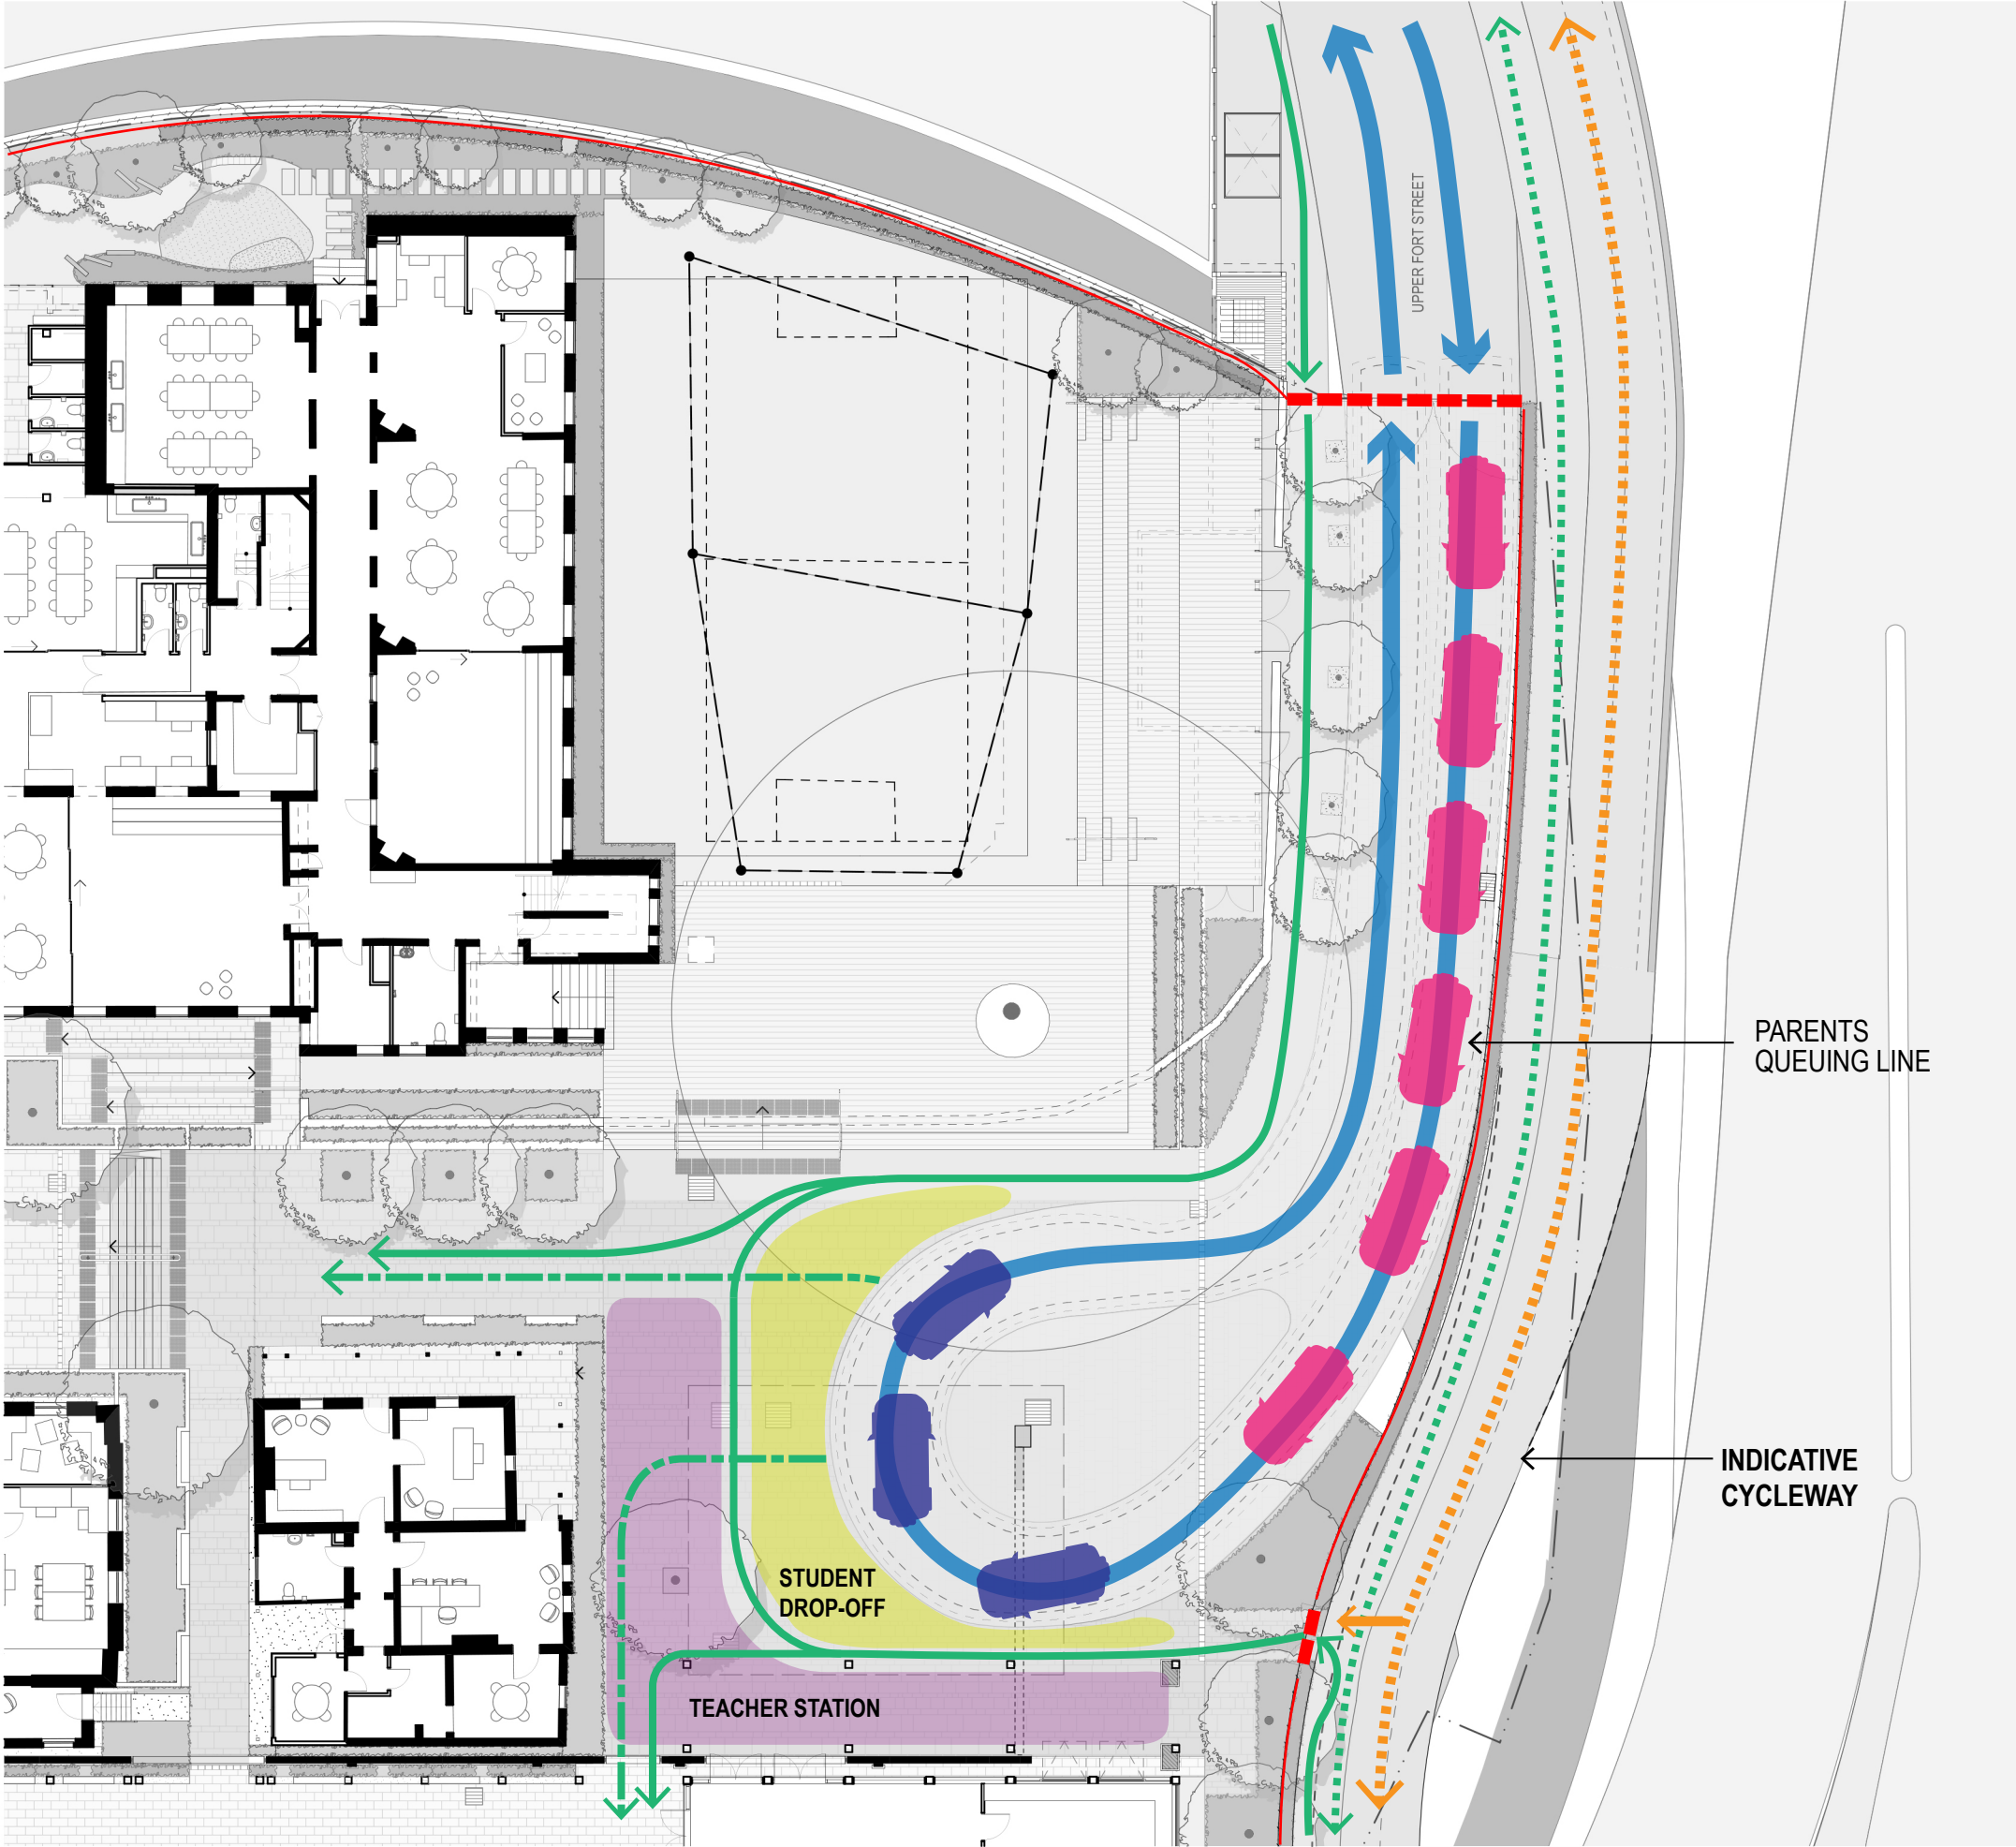 UPPER FORT STREET
PARENTS
QUEUING LINE
INDICATIVE
CYCLEWAY
STUDENT
DROP-OFF
TEACHER STATION